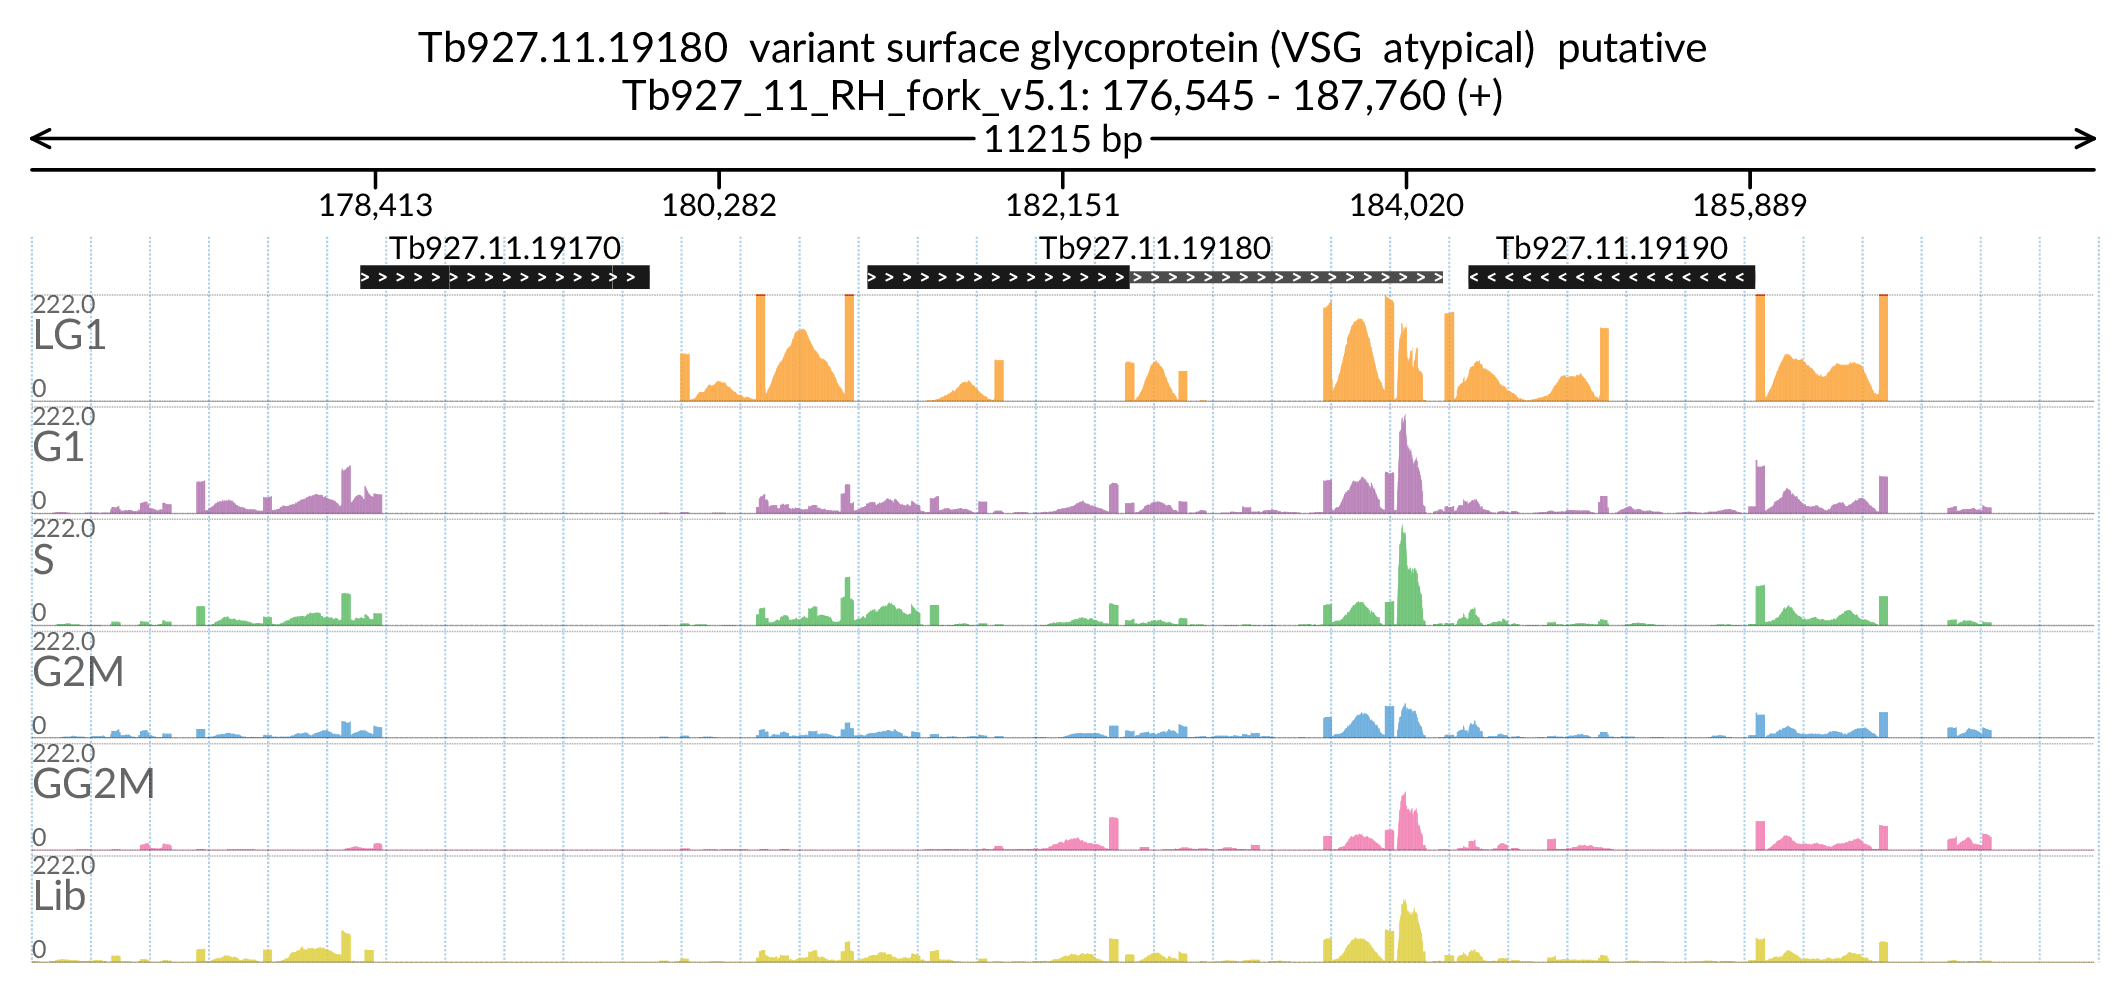 Tb927.11.19180  variant surface glycoprotein (VSG  atypical)  putative
Tb927_11_RH_fork_v5.1: 176,545 - 187,760 (+)
11215 bp
178,413 180,282 182,151 184,020 185,889
Tb927.11.19170 Tb927.11.19180 Tb927.11.19190
222.0
LG1
0
222.0
G1
0
222.0
S
0
222.0
G2M
0
222.0
GG2M
0
222.0
Lib
0